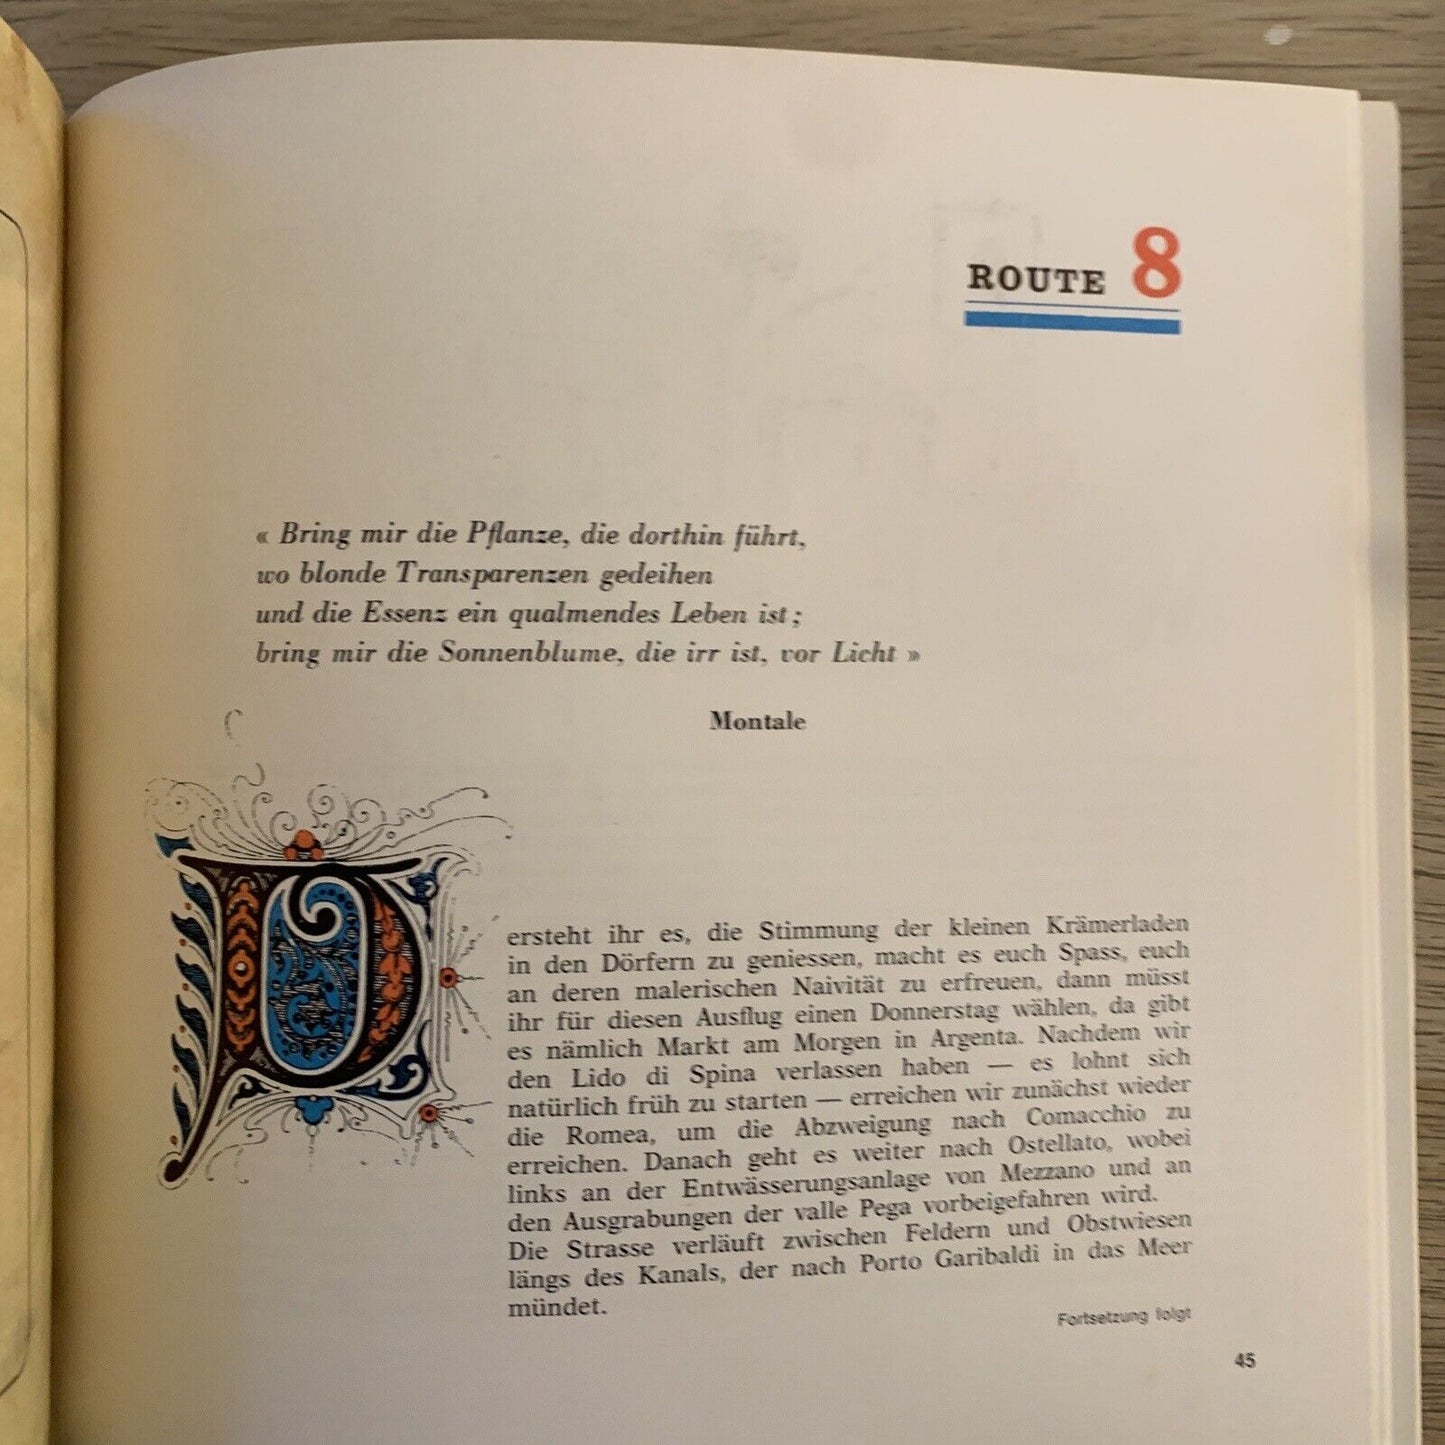 ROUTE 8
« Bring mir die Pflanze, die dorthin führt,
wo blonde Transparenzen gedeihen
und die Essenz ein qualmendes Leben ist;
bring mir die Sonnenblume, die irr ist, vor Licht »
Montale
Versteht ihr es, die Stimmung der kleinen Krämerladen
in den Dörfern zu geniessen, macht es euch Spass, euch
an deren malerischen Naivität zu erfreuen, dann müsst
ihr für diesen Ausflug einen Donnerstag wählen, da gibt
es nämlich Markt am Morgen in Argenta. Nachdem wir
den Lido di Spina verlassen haben — es lohnt sich
natürlich früh zu starten — erreichen wir zunächst wieder
die Romea, um die Abzweigung nach Comacchio zu
erreichen. Danach geht es weiter nach Ostellato, wobei
links an der Entwässerungsanlage von Mezzano und an
den Ausgrabungen der valle Pega vorbeigefahren wird.
Die Strasse verläuft zwischen Feldern und Obstwiesen
längs des Kanals, der nach Porto Garibaldi in das Meer
mündet.
Fortsetzung folgt
45